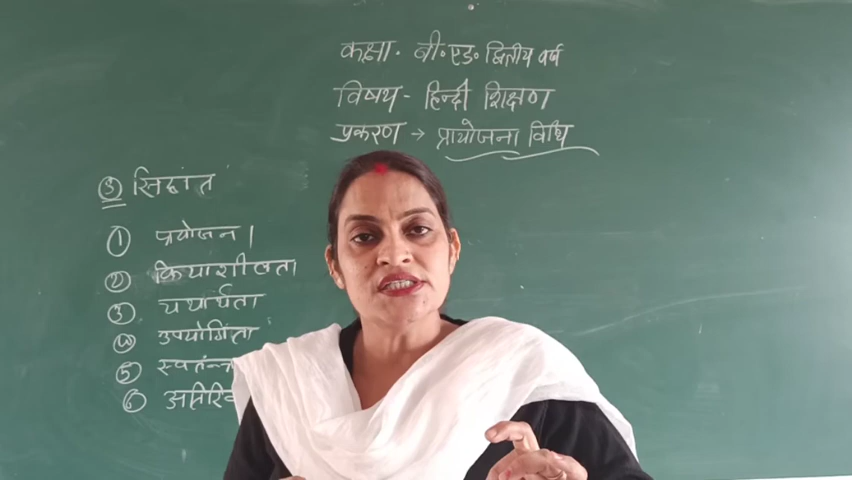 कक्षा. बी.एड. द्वितीय वर्ष
विषय - हिन्दी शिक्षण
प्रकरण → प्रायोजना विधि
③ सिद्धांत
① प्रयोजन।
② क्रियाशीलता
③ यथार्थता
④ उपयोगिता
⑤
⑥